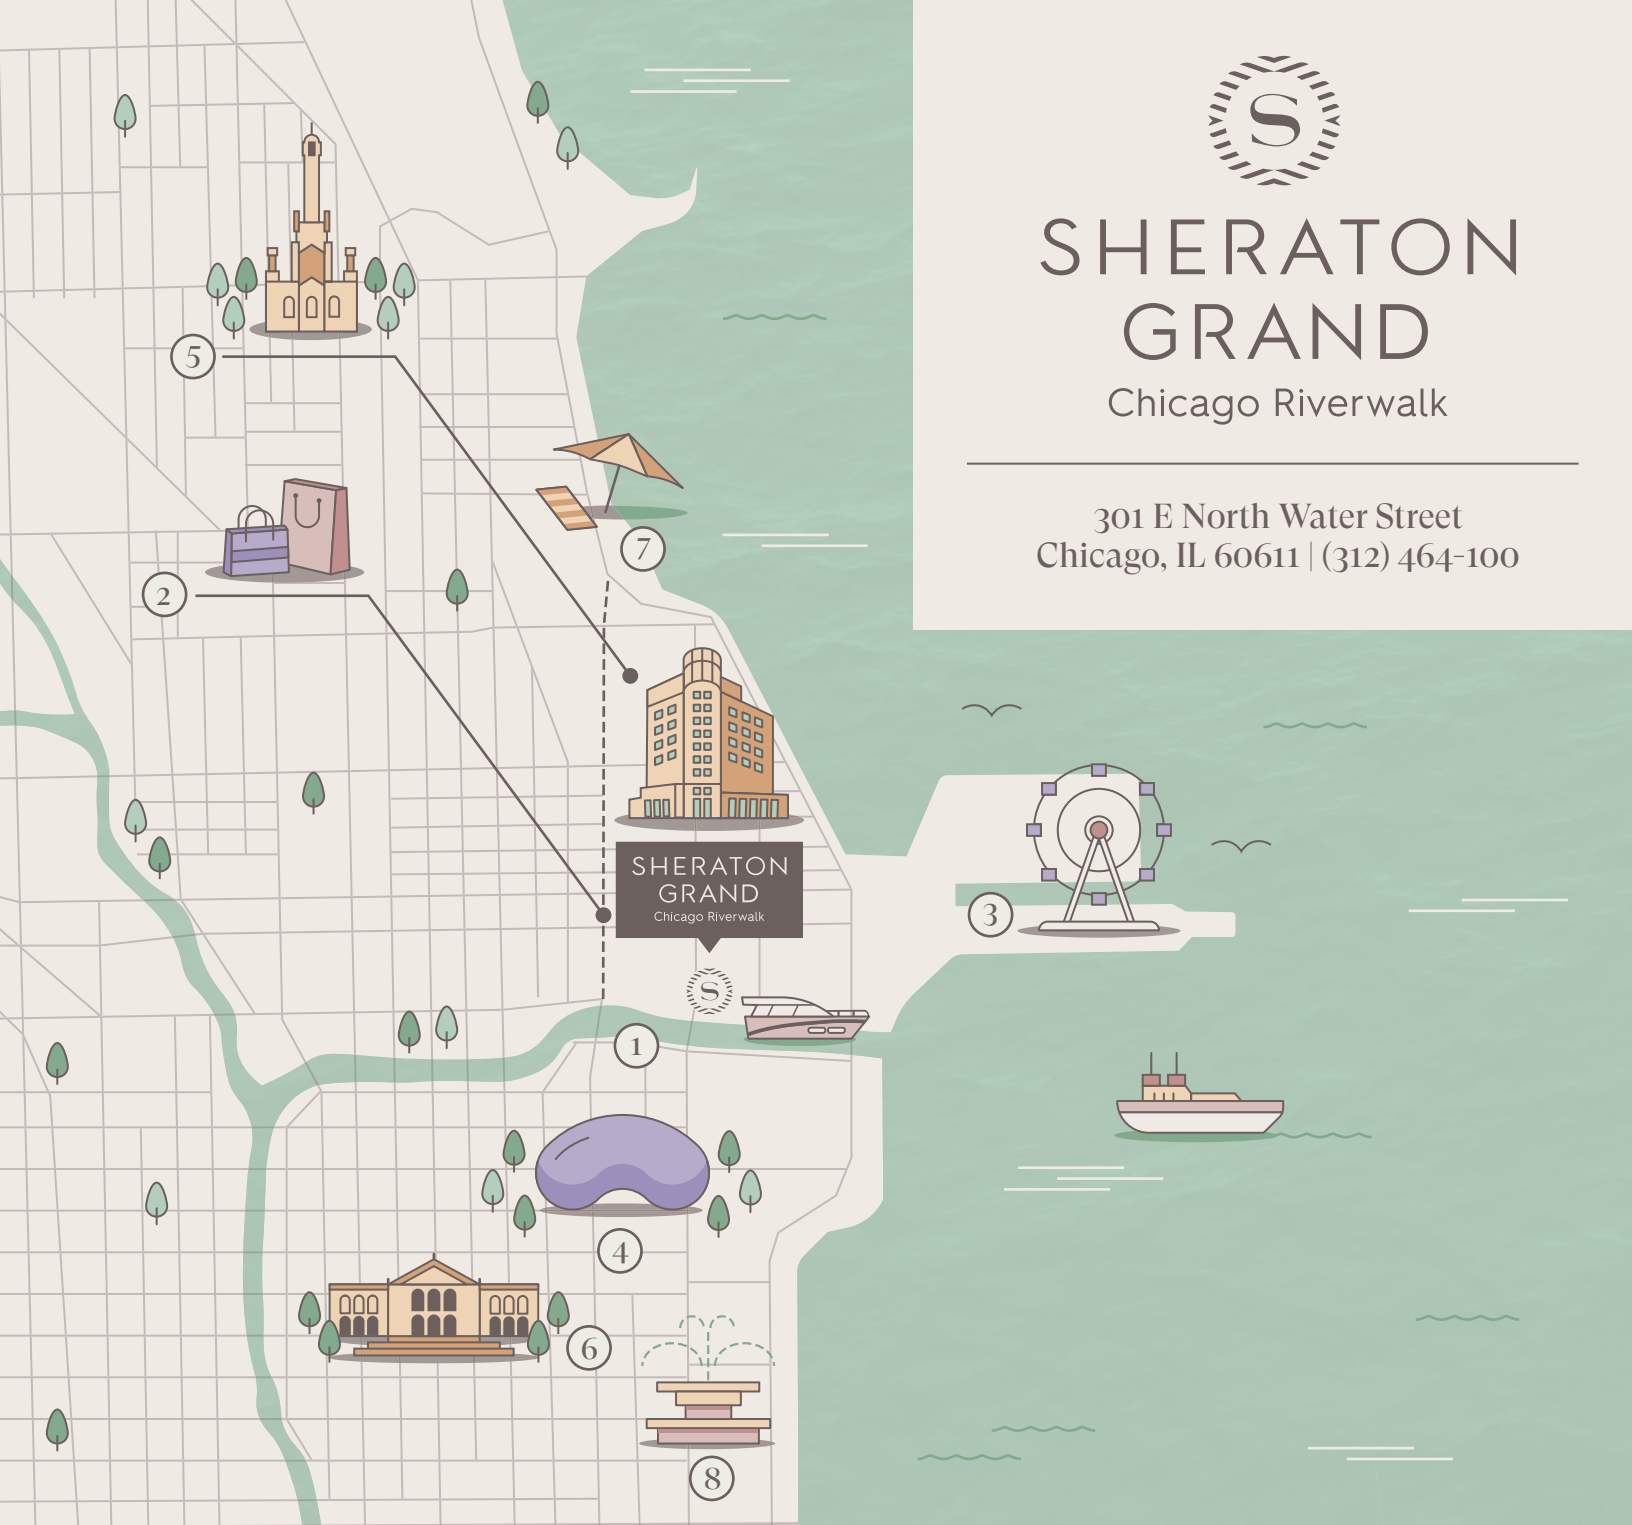 S
SHERATON
GRAND
Chicago Riverwalk
301 E North Water Street
Chicago, IL 60611 | (312) 464-100
5
7
2
SHERATON
GRAND
Chicago Riverwalk
3
S
1
4
6
8